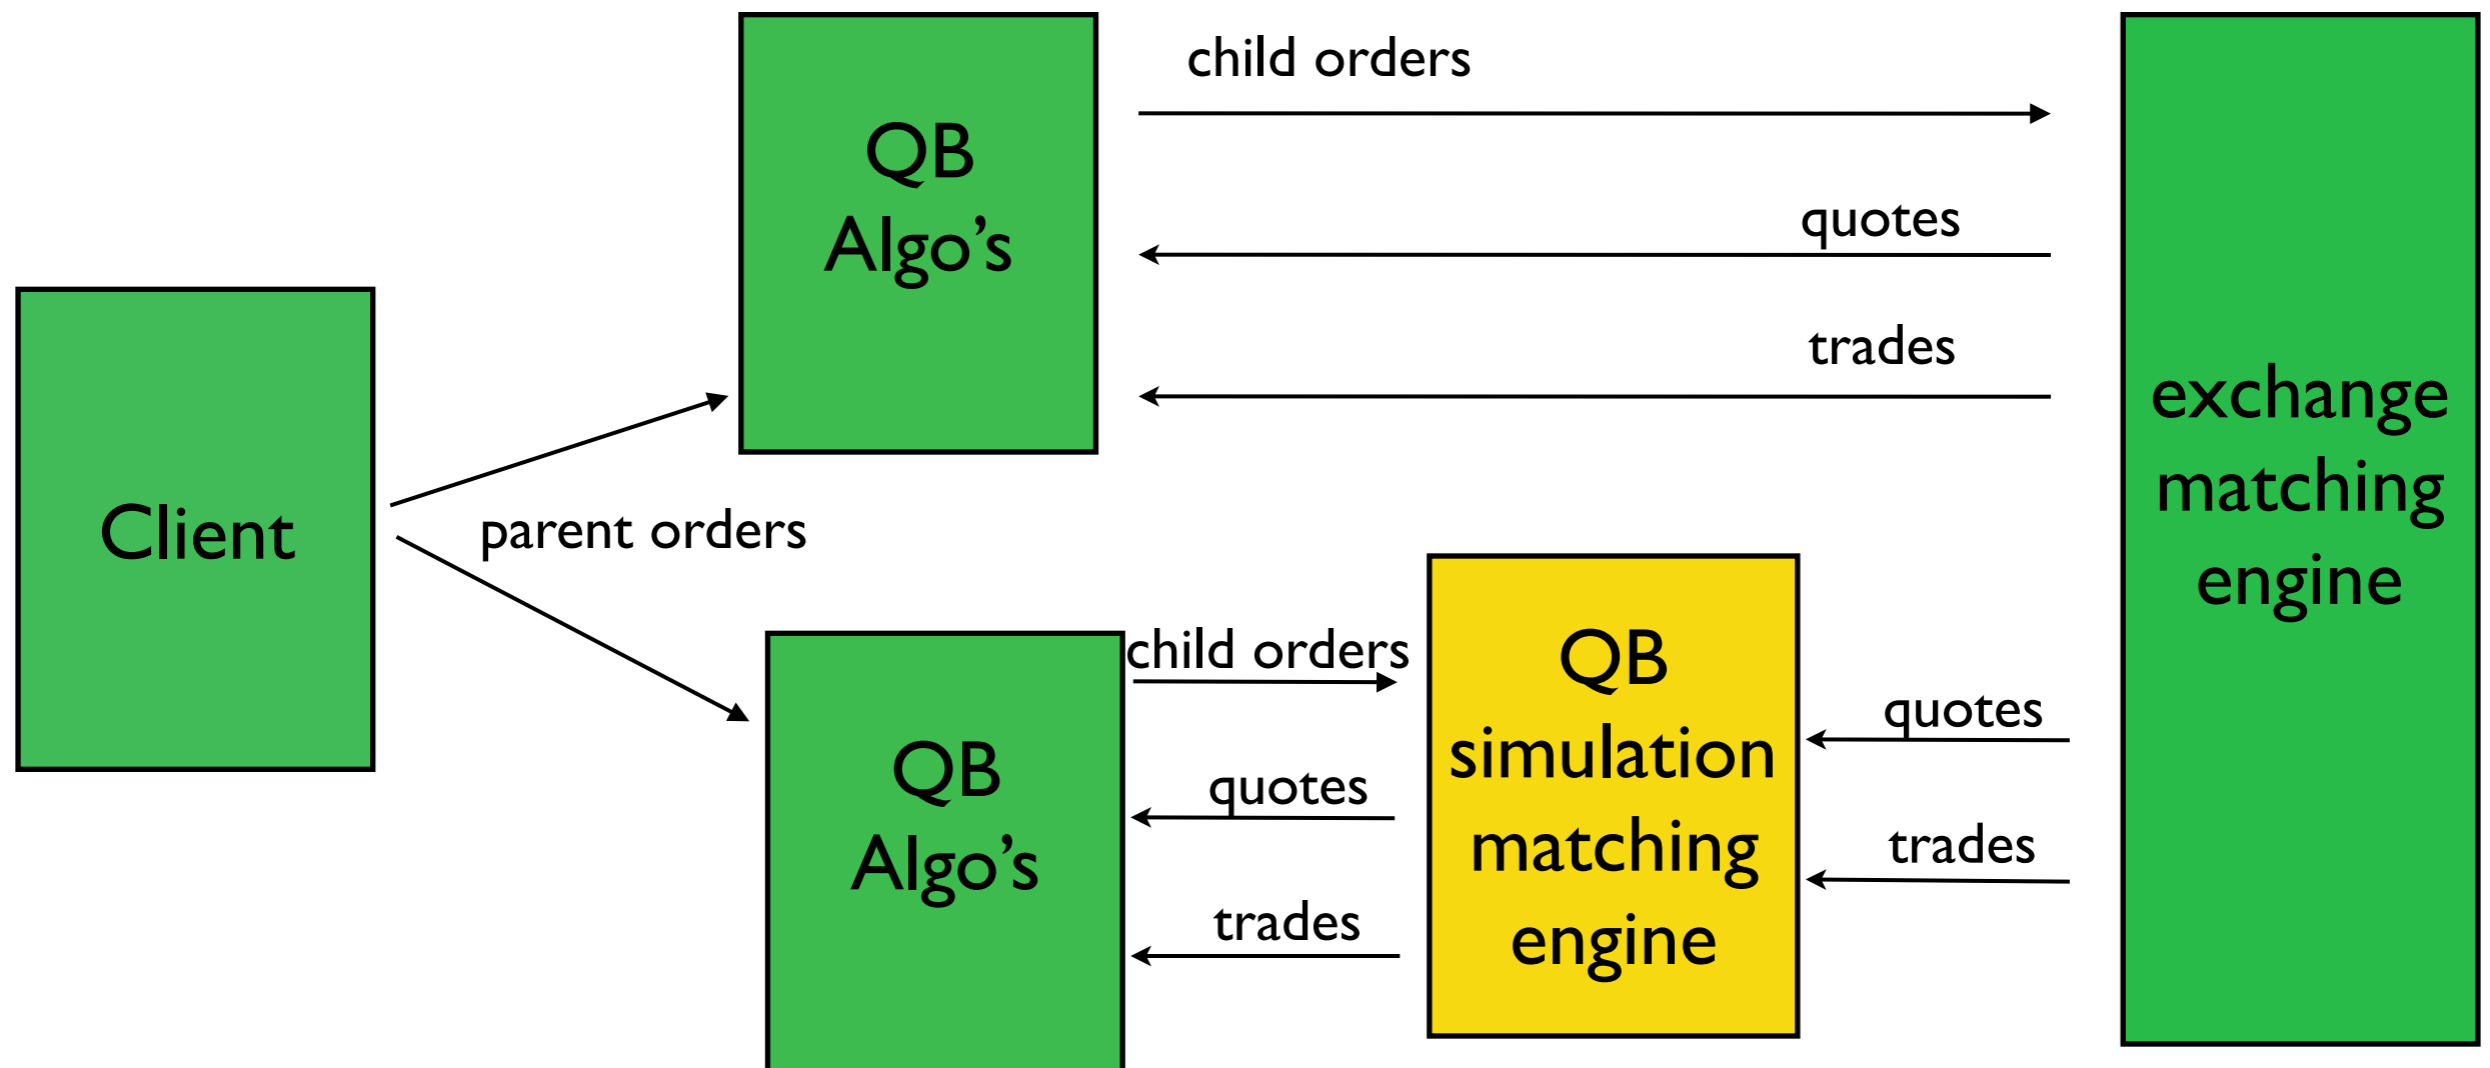 QB
Algo’s
child orders
quotes
trades
Client
parent orders
exchange
matching
engine
QB
Algo’s
child orders
quotes
trades
QB
simulation
matching
engine
quotes
trades